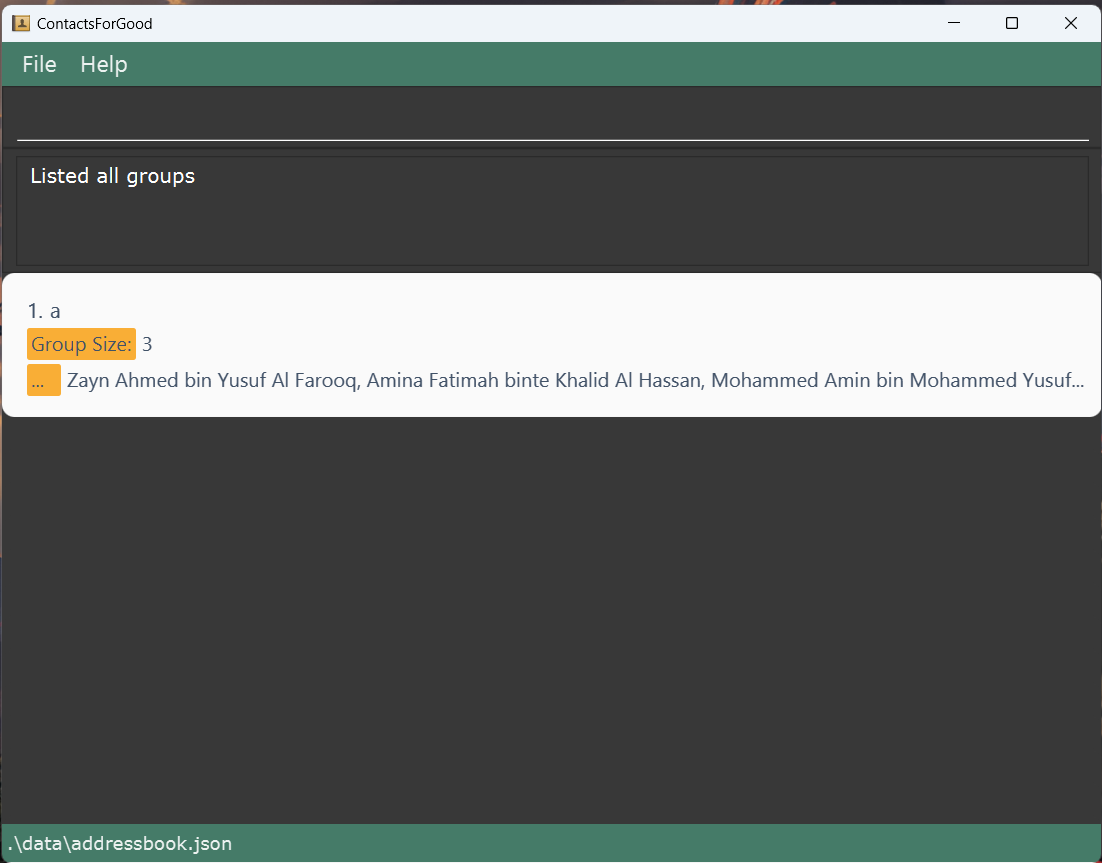 ContactsForGood
File Help
Listed all groups
1. a
Group Size: 3
... Zayn Ahmed bin Yusuf Al Farooq, Amina Fatimah binte Khalid Al Hassan, Mohammed Amin bin Mohammed Yusuf...
.\data\addressbook.json